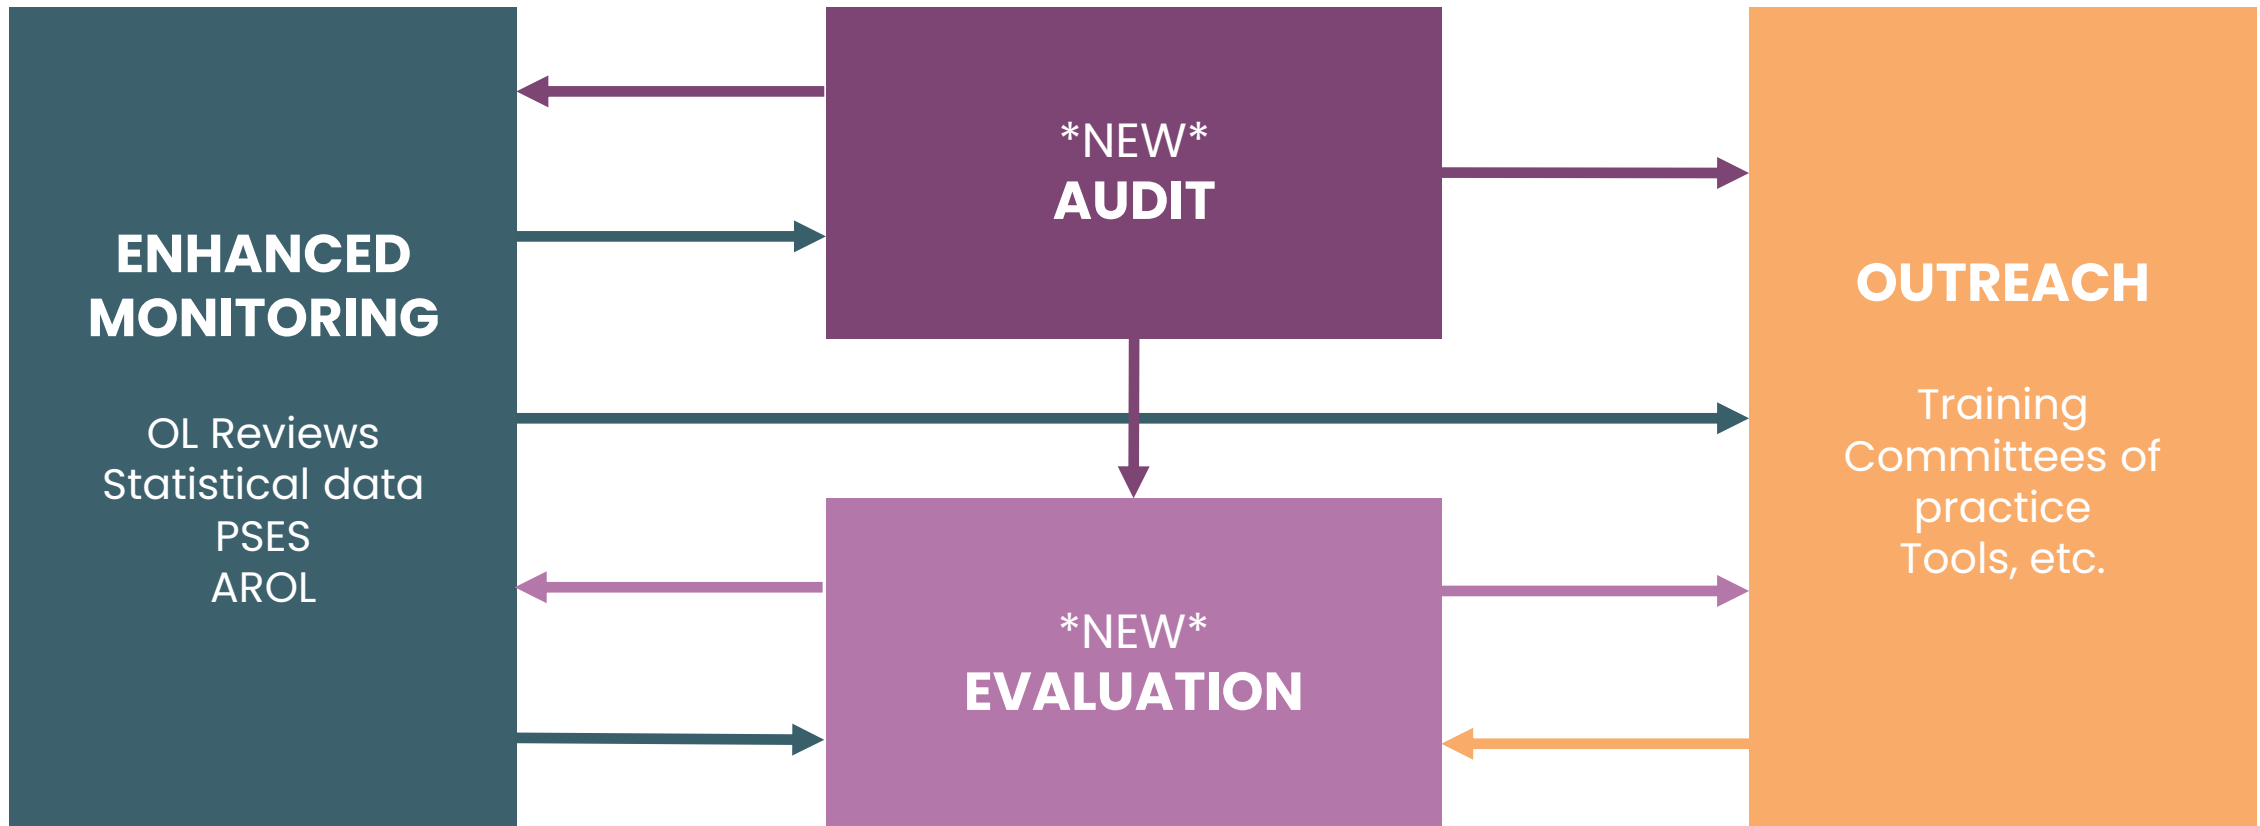 ENHANCED
MONITORING
OL Reviews
Statistical data
PSES
AROL
*NEW*
AUDIT
*NEW*
EVALUATION
OUTREACH
Training
Committees of
practice
Tools, etc.